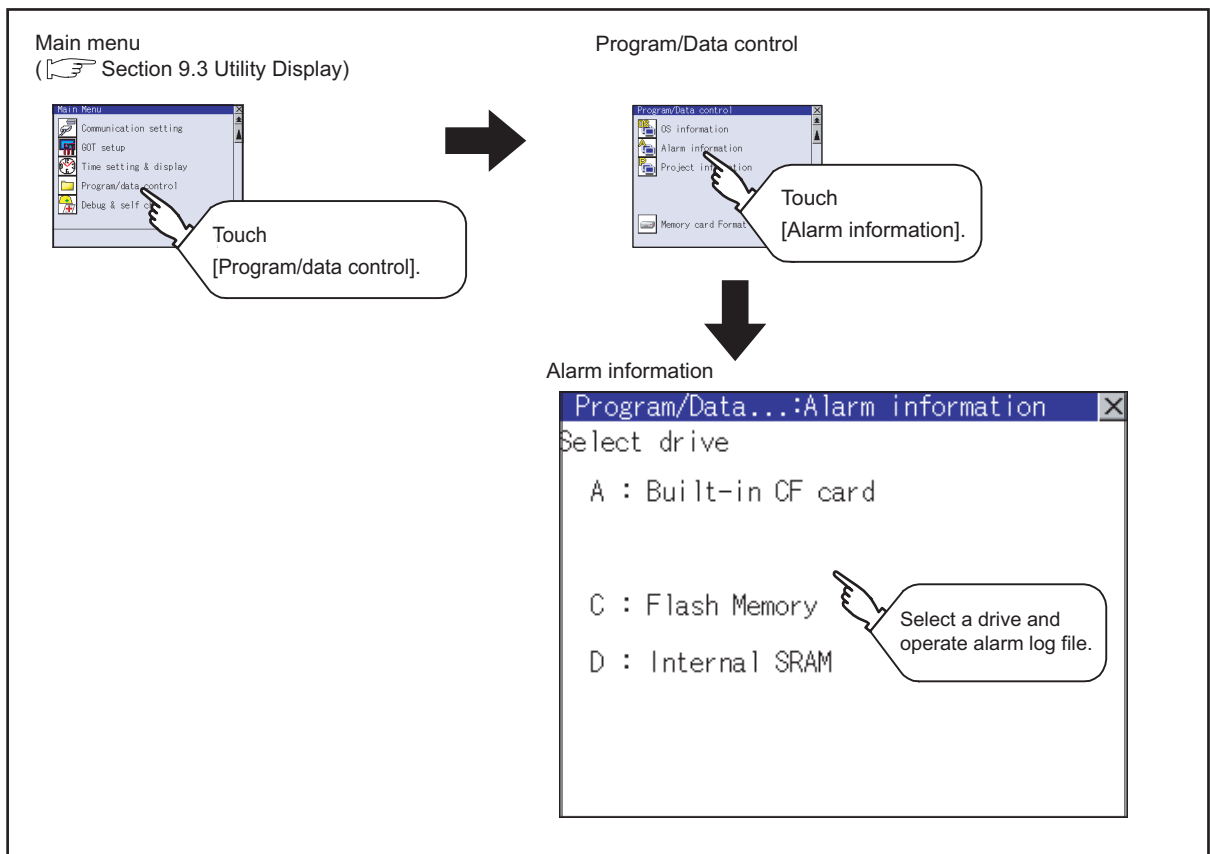 Main menu
( Section 9.3 Utility Display)
Main Menu
Communication setting
GOT setup
Time setting & display
Program/data control
Debug & self c
Touch
[Program/data control].
Program/Data control
Program/Data control
OS information
Alarm information
Project information
Memory card Format
Touch
[Alarm information].
Alarm information
Program/Data...:Alarm information
Select drive
A : Built-in CF card
C : Flash Memory
D : Internal SRAM
Select a drive and
operate alarm log file.